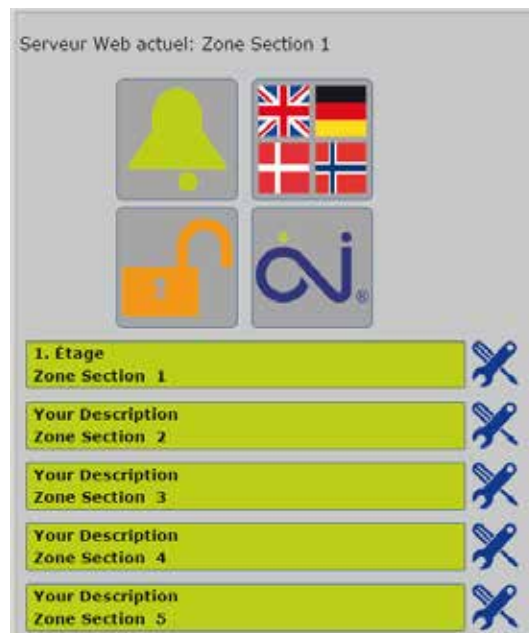 Serveur Web actuel: Zone Section 1
OJ®
1. Étage
Zone Section 1
Your Description
Zone Section 2
Your Description
Zone Section 3
Your Description
Zone Section 4
Your Description
Zone Section 5